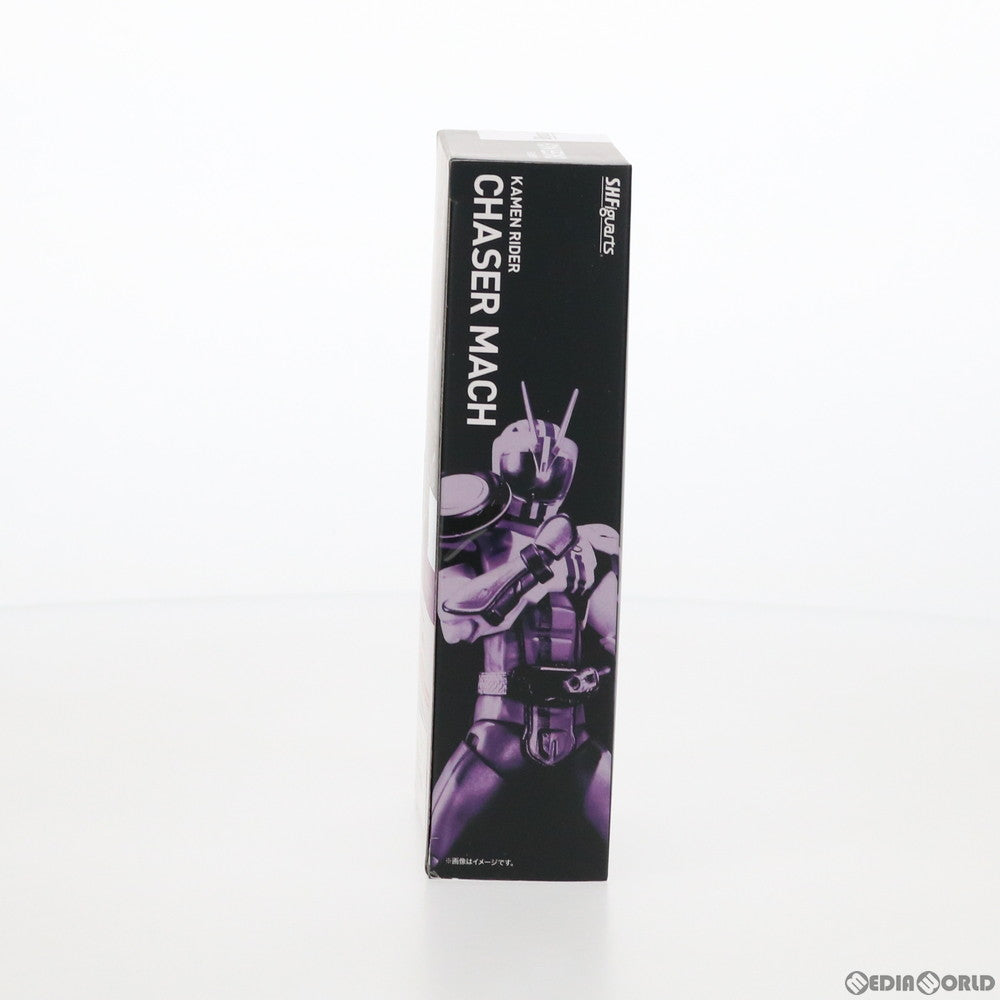 S.H.Figuarts
KAMEN RIDER
CHASER MACH
※画像はイメージです。
MEDIAWORLD